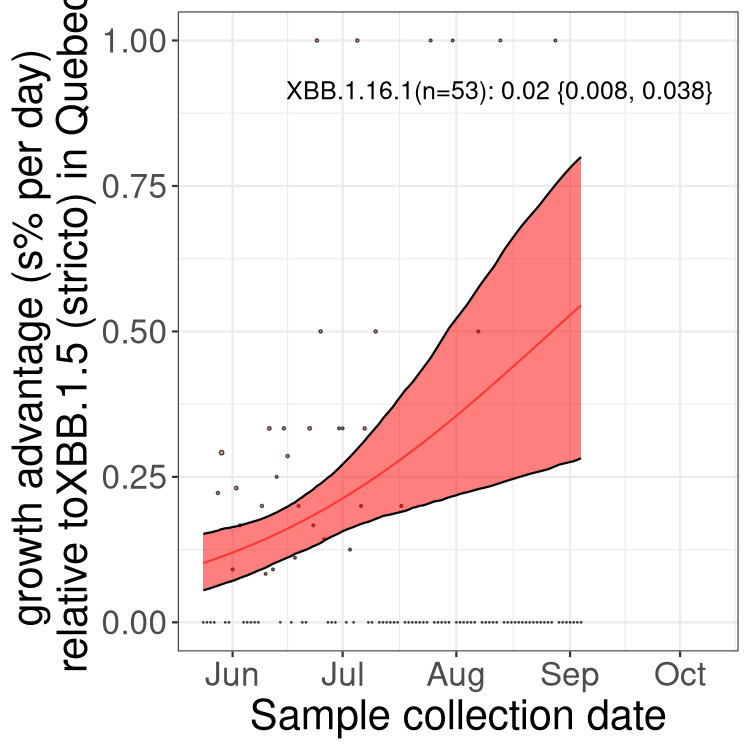 growth advantage (s% per day)
relative toXBB.1.5 (stricto) in Quebec
1.00
0.75
0.50
0.25
0.00
XBB.1.16.1(n=53): 0.02 {0.008, 0.038}
Jun Jul Aug Sep Oct
Sample collection date